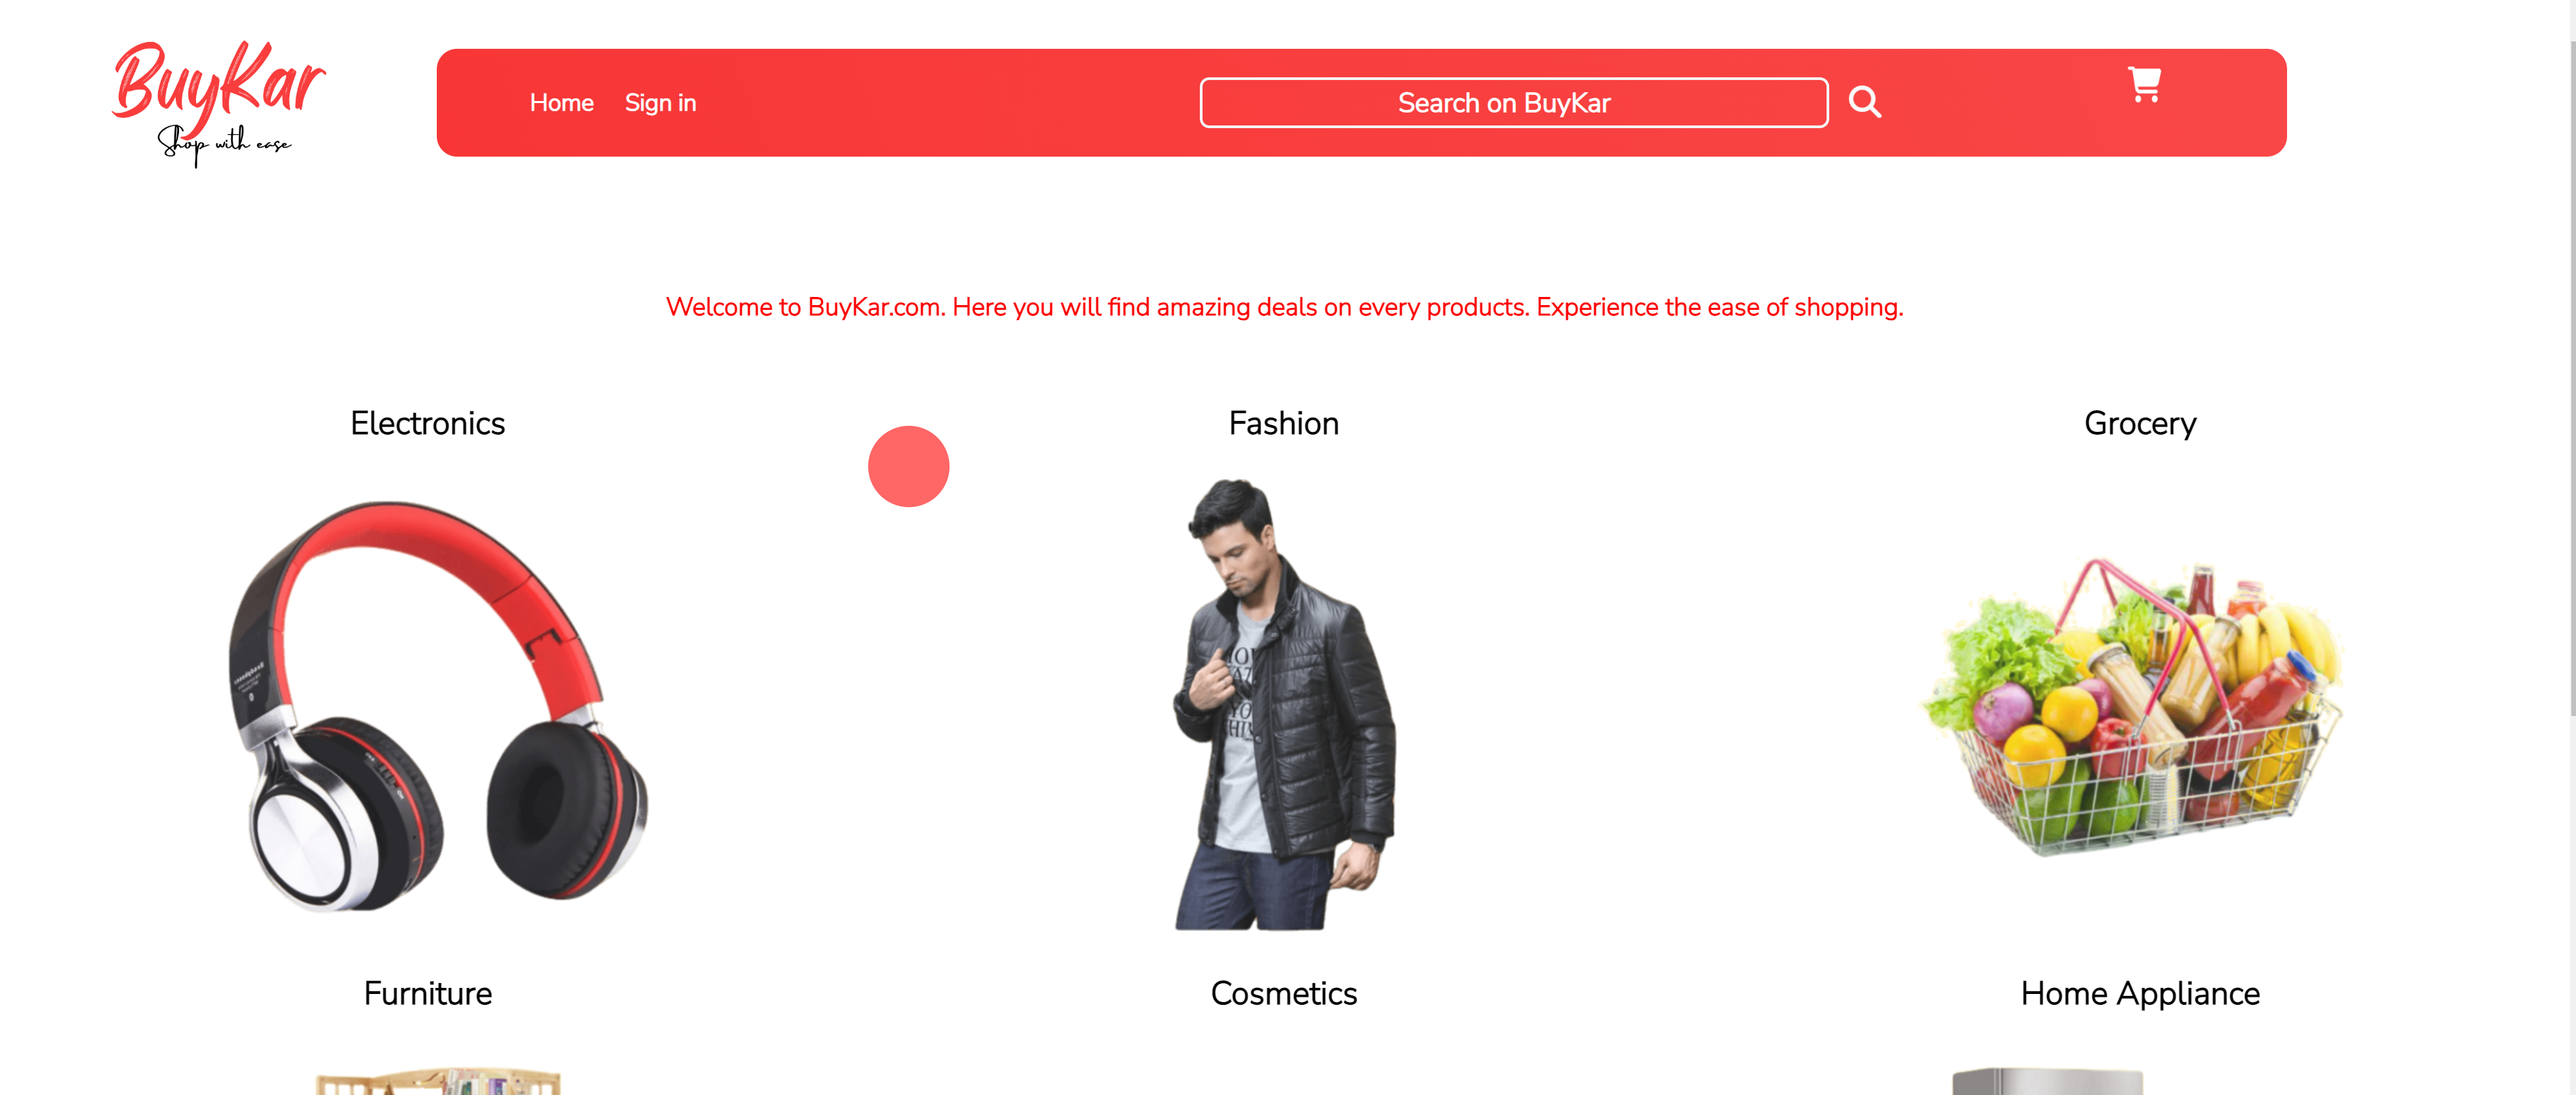 BuyKar
Shop with ease
Home Sign in Search on BuyKar
Welcome to BuyKar.com. Here you will find amazing deals on every products. Experience the ease of shopping.
Electronics Fashion Grocery
Furniture Cosmetics Home Appliance